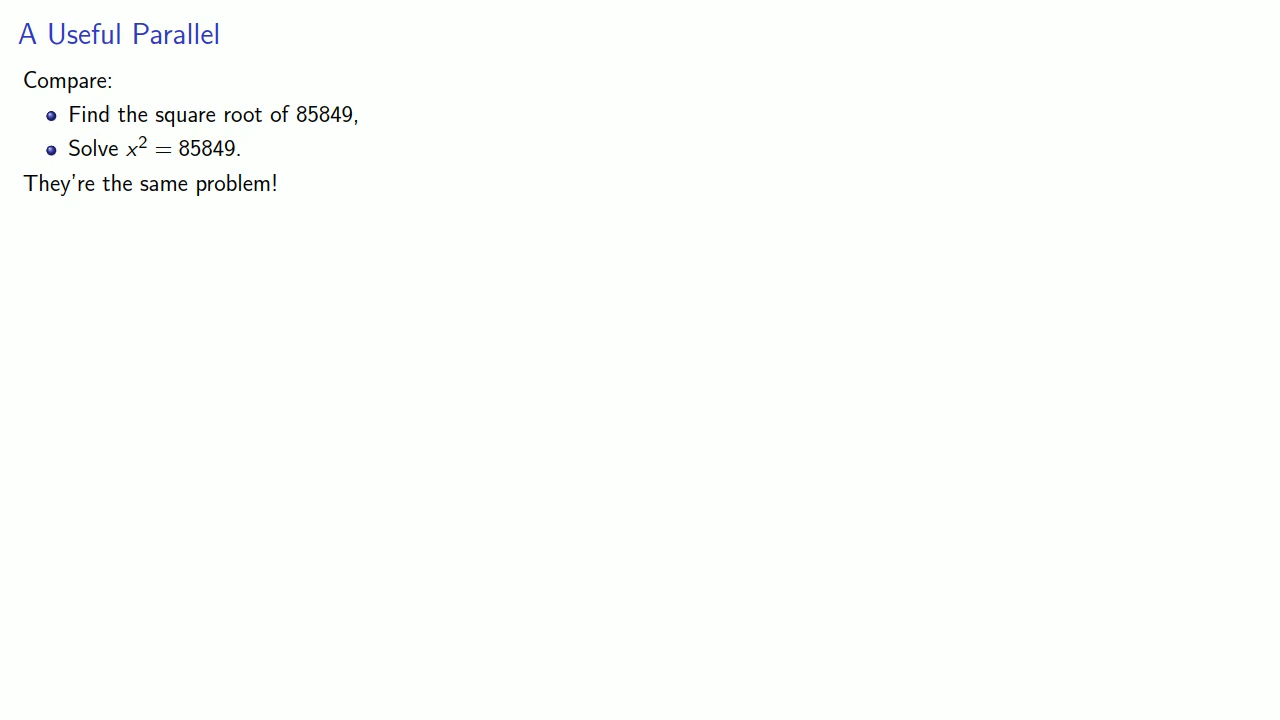 A Useful Parallel
Compare:
Find the square root of 85849,
Solve x² = 85849.
They're the same problem!